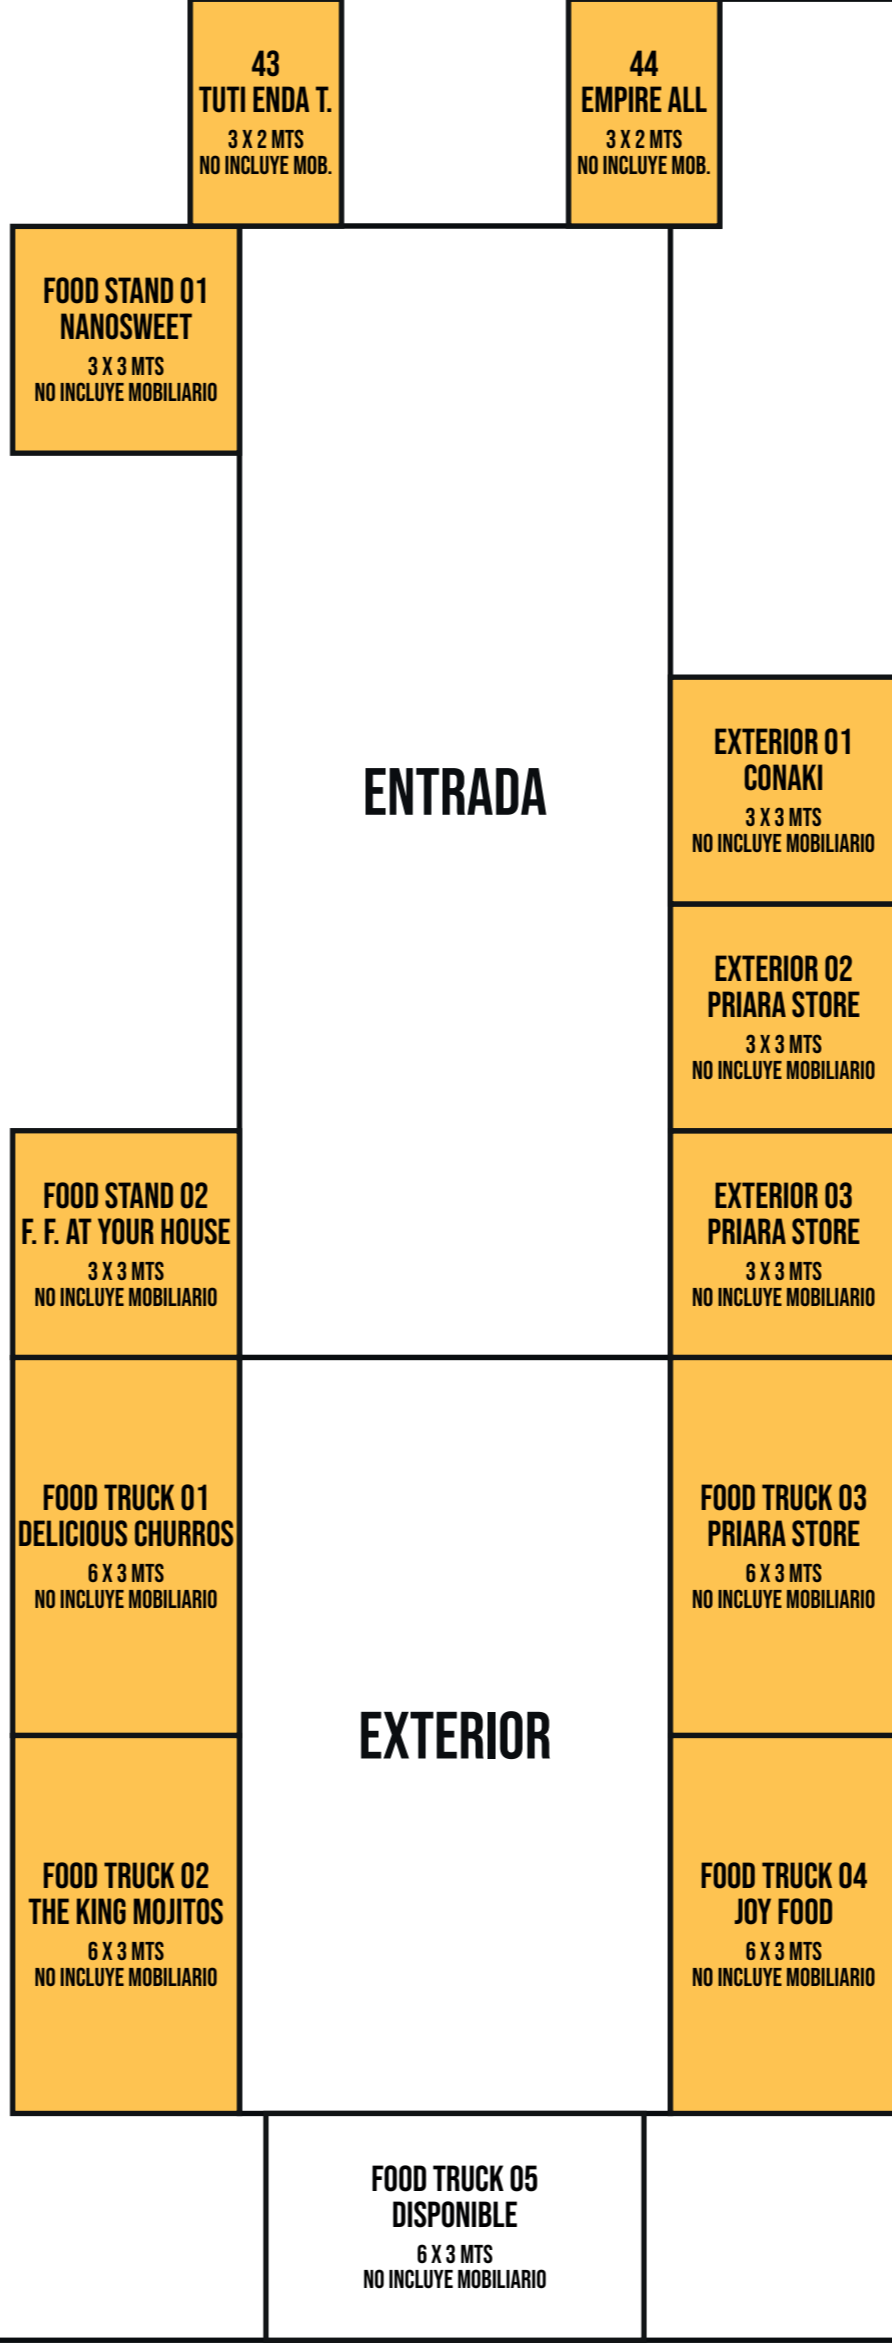 43
TUTI ENDA T.
3 X 2 MTS
NO INCLUYE MOB.
44
EMPIRE ALL
3 X 2 MTS
NO INCLUYE MOB.
FOOD STAND 01
NANOSWEET
3 X 3 MTS
NO INCLUYE MOBILIARIO
ENTRADA
EXTERIOR 01
CONAKI
3 X 3 MTS
NO INCLUYE MOBILIARIO
EXTERIOR 02
PRIARA STORE
3 X 3 MTS
NO INCLUYE MOBILIARIO
FOOD STAND 02
F. F. AT YOUR HOUSE
3 X 3 MTS
NO INCLUYE MOBILIARIO
EXTERIOR 03
PRIARA STORE
3 X 3 MTS
NO INCLUYE MOBILIARIO
FOOD TRUCK 01
DELICIOUS CHURROS
6 X 3 MTS
NO INCLUYE MOBILIARIO
FOOD TRUCK 03
PRIARA STORE
6 X 3 MTS
NO INCLUYE MOBILIARIO
EXTERIOR
FOOD TRUCK 02
THE KING MOJITOS
6 X 3 MTS
NO INCLUYE MOBILIARIO
FOOD TRUCK 04
JOY FOOD
6 X 3 MTS
NO INCLUYE MOBILIARIO
FOOD TRUCK 05
DISPONIBLE
6 X 3 MTS
NO INCLUYE MOBILIARIO